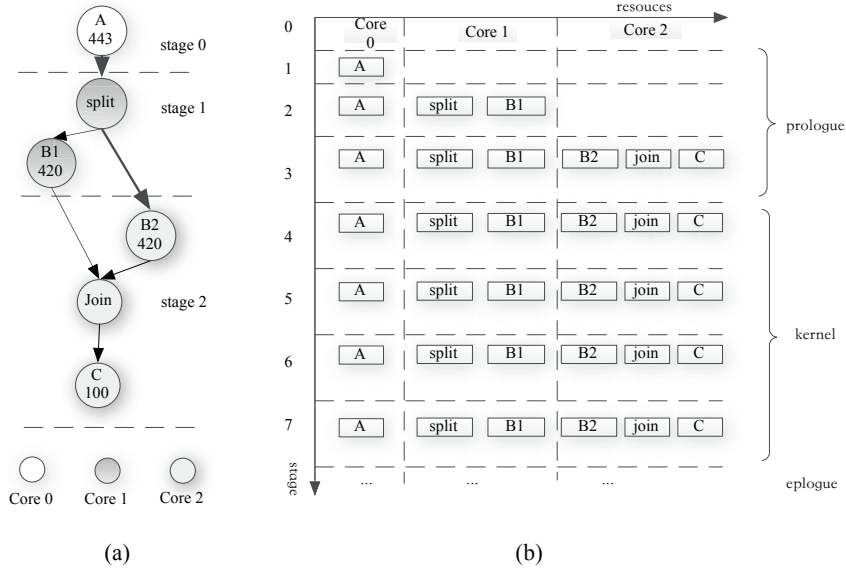 A
443
stage 0
split
stage 1
B1
420
B2
420
Join
stage 2
C
100
Core 0
Core 1
Core 2
(a)
resouces
0
Core
0
Core 1
Core 2
1
A
2
A
split
B1
3
A
split
B1
B2
join
C
prologue
4
A
split
B1
B2
join
C
5
A
split
B1
B2
join
C
6
A
split
B1
B2
join
C
kernel
7
A
split
B1
B2
join
C
stage
...
...
...
eplogue
(b)